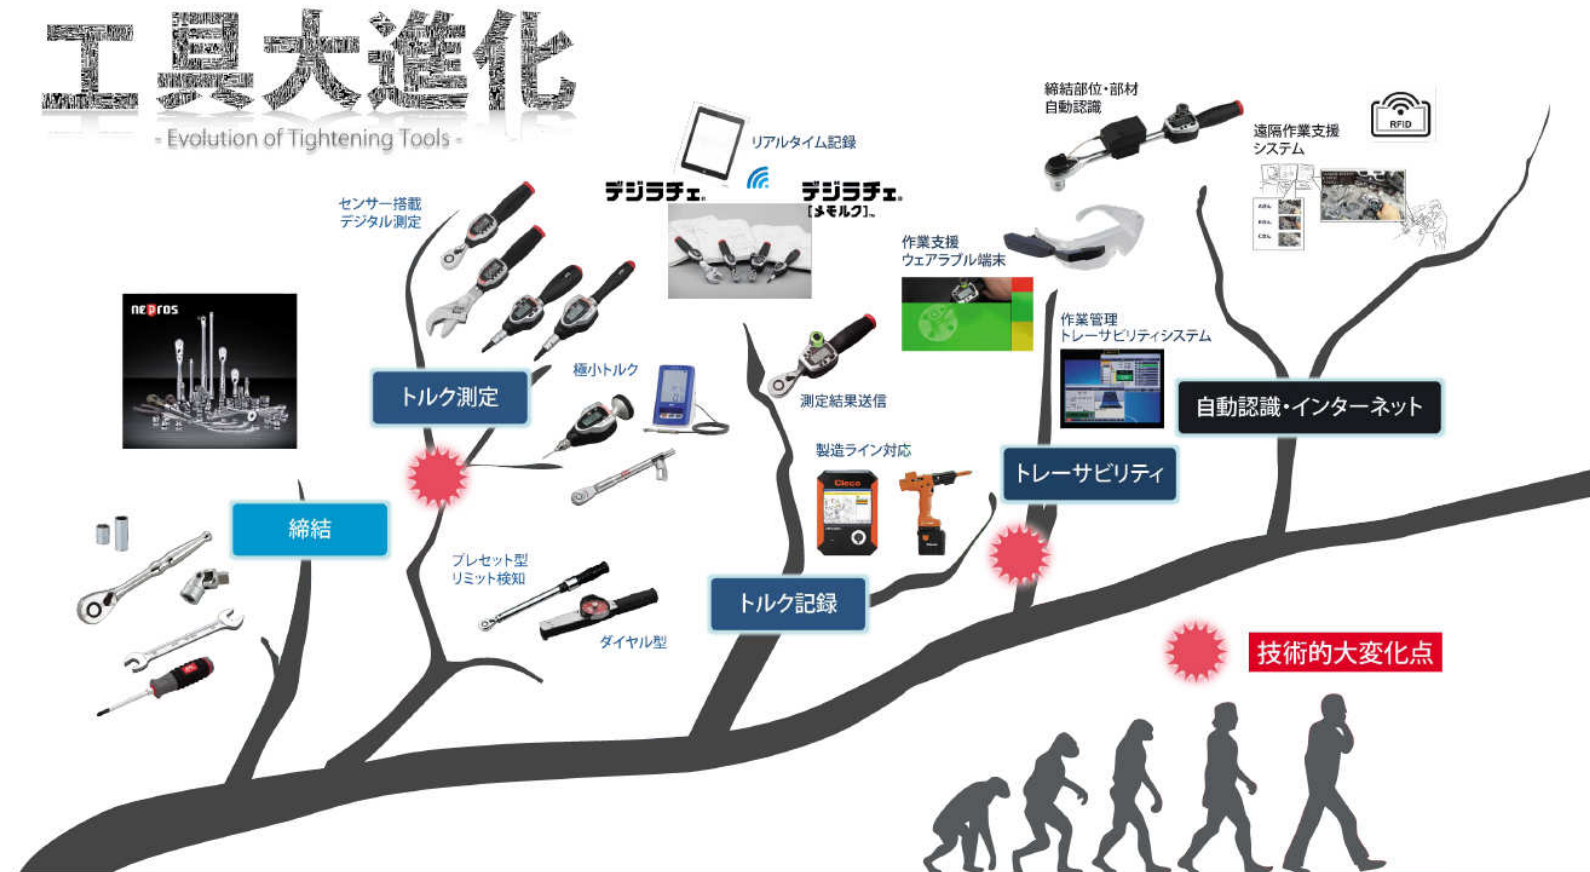 工具大進化
- Evolution of Tightening Tools -
センサー搭載
デジタル測定
リアルタイム記録
デジラチェ®
デジラチェ®
[メモルク]™
締結部位・部材
自動認識
RFID
遠隔作業支援
システム
作業支援
ウェアラブル端末
nepros
作業管理
トレーサビリティシステム
極小トルク
トルク測定
測定結果送信
自動認識・インターネット
製造ライン対応
Cleco
トレーサビリティ
締結
プレセット型
リミット検知
トルク記録
ダイヤル型
技術的大変化点